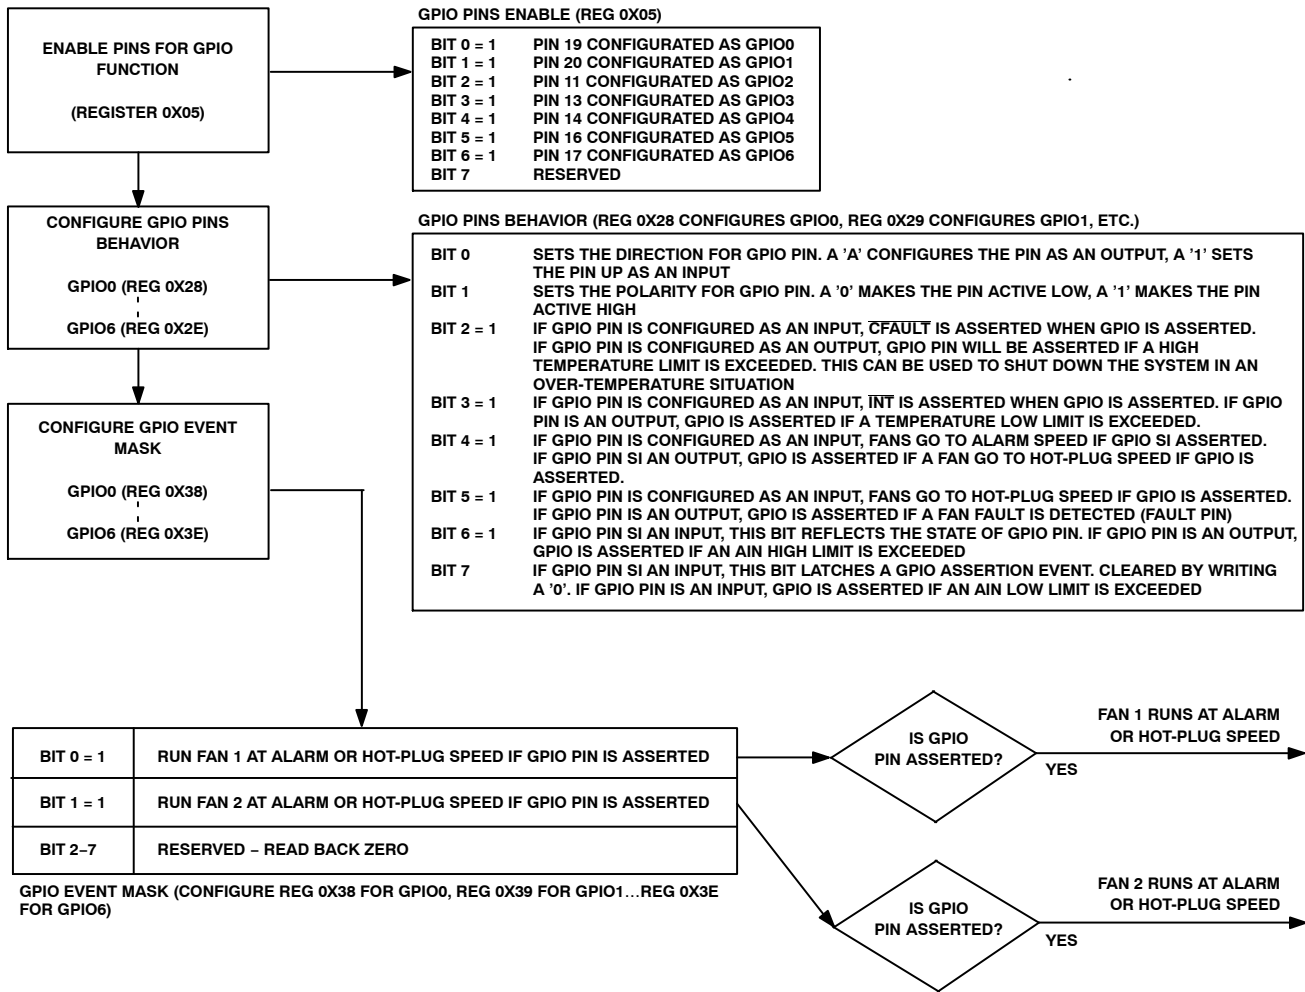 ENABLE PINS FOR GPIO
FUNCTION
(REGISTER 0X05)
GPIO PINS ENABLE (REG 0X05)
BIT 0 = 1 PIN 19 CONFIGURATED AS GPIO0
BIT 1 = 1 PIN 20 CONFIGURATED AS GPIO1
BIT 2 = 1 PIN 11 CONFIGURATED AS GPIO2
BIT 3 = 1 PIN 13 CONFIGURATED AS GPIO3
BIT 4 = 1 PIN 14 CONFIGURATED AS GPIO4
BIT 5 = 1 PIN 16 CONFIGURATED AS GPIO5
BIT 6 = 1 PIN 17 CONFIGURATED AS GPIO6
BIT 7 RESERVED
CONFIGURE GPIO PINS
BEHAVIOR
GPIO0 (REG 0X28)
GPIO6 (REG 0X2E)
GPIO PINS BEHAVIOR (REG 0X28 CONFIGURES GPIO0, REG 0X29 CONFIGURES GPIO1, ETC.)
BIT 0 SETS THE DIRECTION FOR GPIO PIN. A ’A’ CONFIGURES THE PIN AS AN OUTPUT, A ’1’ SETS
THE PIN UP AS AN INPUT
BIT 1 SETS THE POLARITY FOR GPIO PIN. A ’0’ MAKES THE PIN ACTIVE LOW, A ’1’ MAKES THE PIN
ACTIVE HIGH
BIT 2 = 1 IF GPIO PIN IS CONFIGURED AS AN INPUT, CFAULT IS ASSERTED WHEN GPIO IS ASSERTED.
IF GPIO PIN IS CONFIGURED AS AN OUTPUT, GPIO PIN WILL BE ASSERTED IF A HIGH
TEMPERATURE LIMIT IS EXCEEDED. THIS CAN BE USED TO SHUT DOWN THE SYSTEM IN AN
OVER-TEMPERATURE SITUATION
BIT 3 = 1 IF GPIO PIN IS CONFIGURED AS AN INPUT, INT IS ASSERTED WHEN GPIO IS ASSERTED. IF GPIO
PIN IS AN OUTPUT, GPIO IS ASSERTED IF A TEMPERATURE LOW LIMIT IS EXCEEDED.
BIT 4 = 1 IF GPIO PIN IS CONFIGURED AS AN INPUT, FANS GO TO ALARM SPEED IF GPIO SI ASSERTED.
IF GPIO PIN SI AN OUTPUT, GPIO IS ASSERTED IF A FAN GO TO HOT-PLUG SPEED IF GPIO IS
ASSERTED.
BIT 5 = 1 IF GPIO PIN IS CONFIGURED AS AN INPUT, FANS GO TO HOT-PLUG SPEED IF GPIO IS ASSERTED.
IF GPIO PIN IS AN OUTPUT, GPIO IS ASSERTED IF A FAN FAULT IS DETECTED (FAULT PIN)
BIT 6 = 1 IF GPIO PIN SI AN INPUT, THIS BIT REFLECTS THE STATE OF GPIO PIN. IF GPIO PIN IS AN OUTPUT,
GPIO IS ASSERTED IF AN AIN HIGH LIMIT IS EXCEEDED
BIT 7 IF GPIO PIN SI AN INPUT, THIS BIT LATCHES A GPIO ASSERTION EVENT. CLEARED BY WRITING
A ’0’. IF GPIO PIN IS AN INPUT, GPIO IS ASSERTED IF AN AIN LOW LIMIT IS EXCEEDED
CONFIGURE GPIO EVENT
MASK
GPIO0 (REG 0X38)
GPIO6 (REG 0X3E)
BIT 0 = 1 RUN FAN 1 AT ALARM OR HOT-PLUG SPEED IF GPIO PIN IS ASSERTED
BIT 1 = 1 RUN FAN 2 AT ALARM OR HOT-PLUG SPEED IF GPIO PIN IS ASSERTED
BIT 2−7 RESERVED − READ BACK ZERO
GPIO EVENT MASK (CONFIGURE REG 0X38 FOR GPIO0, REG 0X39 FOR GPIO1...REG 0X3E
FOR GPIO6)
IS GPIO
PIN ASSERTED?
YES
FAN 1 RUNS AT ALARM
OR HOT-PLUG SPEED
IS GPIO
PIN ASSERTED?
YES
FAN 2 RUNS AT ALARM
OR HOT-PLUG SPEED